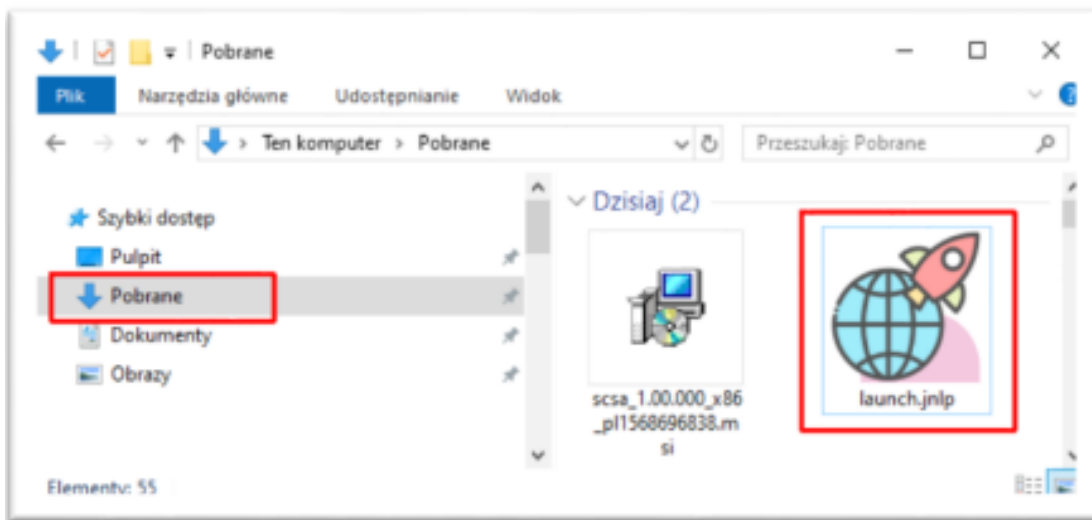 Pobrane
Plik Narzędzia główne Udostępnianie Widok
Ten komputer > Pobrane Przeszukaj: Pobrane
Szybki dostęp
Pulpit
Pobrane
Dokumenty
Obrazy
Dzisiaj (2)
scsa_1.00.000_x86
_pl1568696838.m
si
launch.jnlp
Elementy: 55